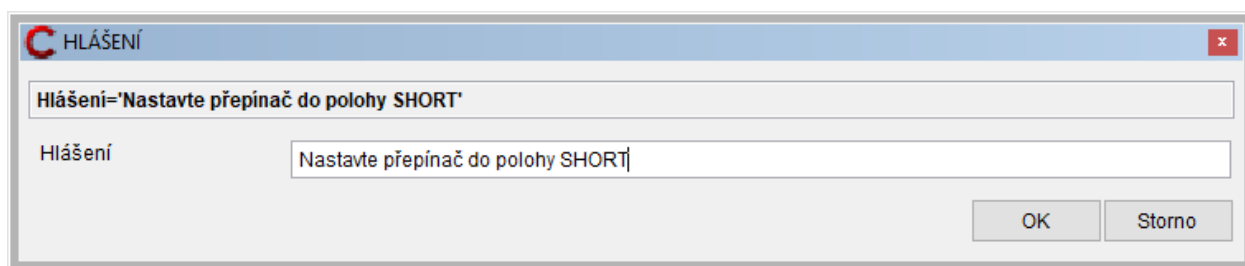 HLÁŠENÍ
x
Hlášení='Nastavte přepínač do polohy SHORT'
Hlášení
Nastavte přepínač do polohy SHORT
OK
Storno